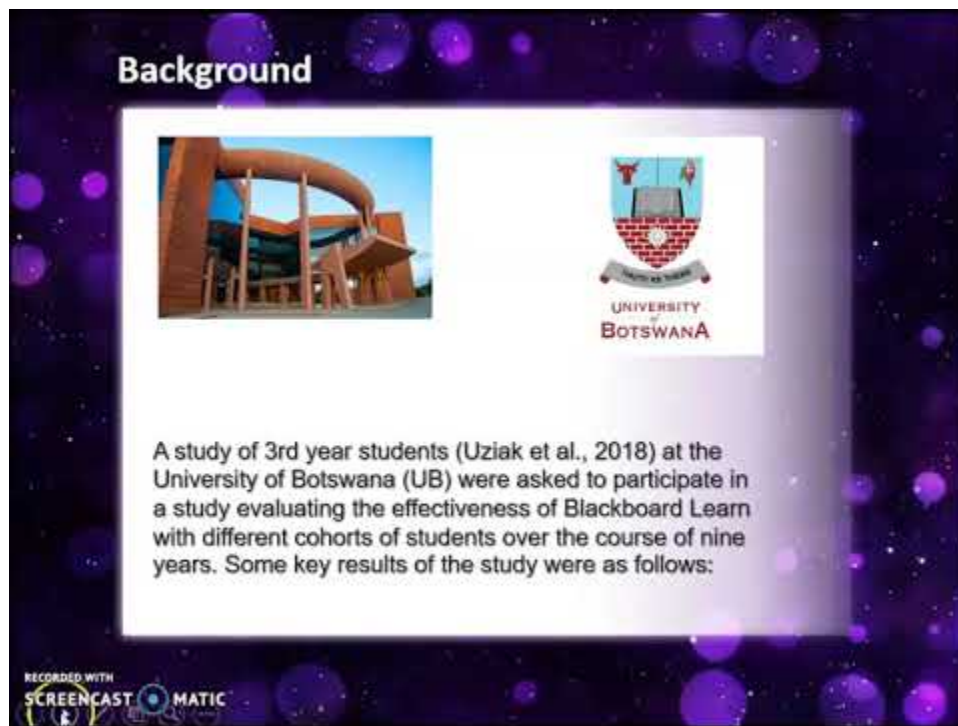 Background
UNIVERSITY
of
BOTSWANA
A study of 3rd year students (Uziak et al., 2018) at the
University of Botswana (UB) were asked to participate in
a study evaluating the effectiveness of Blackboard Learn
with different cohorts of students over the course of nine
years. Some key results of the study were as follows:
RECORDED WITH
SCREENCAST MATIC